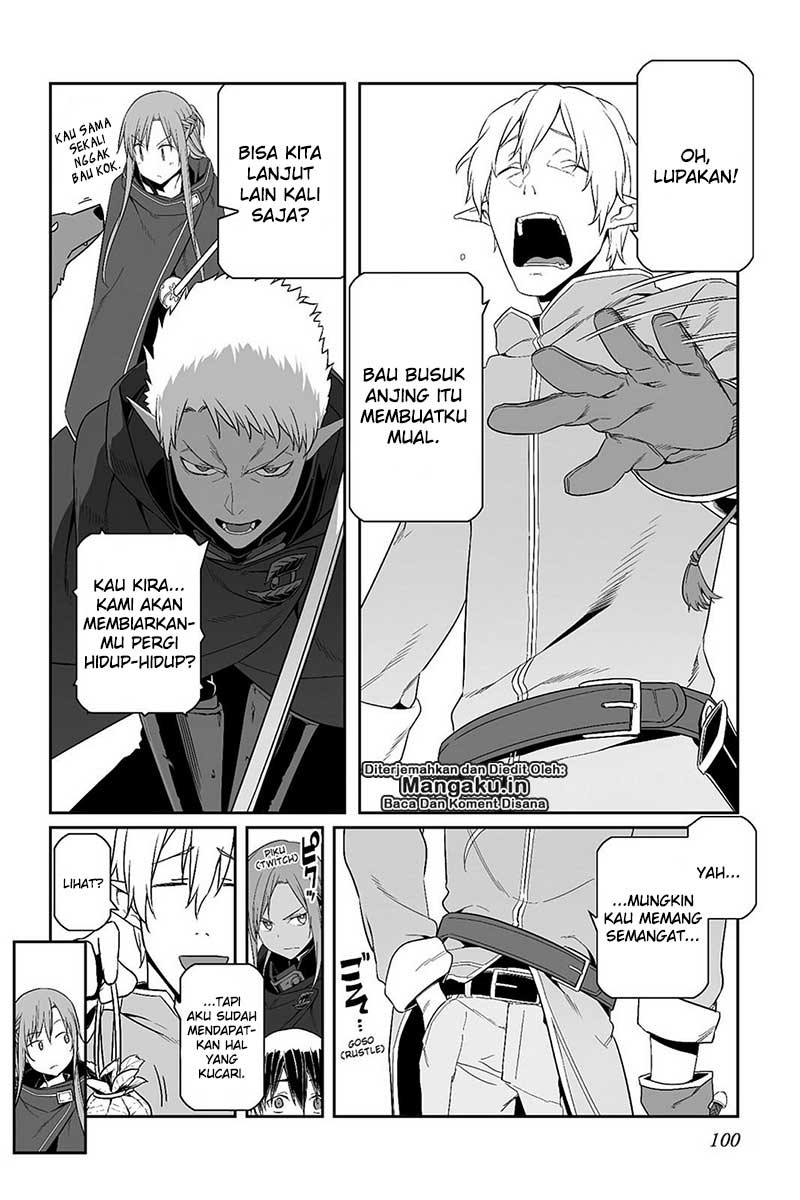 OH,
LUPAKAN!
BAU BUSUK
ANJING ITU
MEMBUATKU
MUAL.
BISA KITA
LANJUT
LAIN KALI
SAJA?
KAU SAMA
SEKALI
NGGAK
BAU KOK.
KAU KIRA...
KAMI AKAN
MEMBIARKAN-
MU PERGI
HIDUP-HIDUP?
Diterjemahkan dan Diedit Oleh:
Mangaku.in
Baca Dan Koment Disana
YAH...
...MUNGKIN
KAU MEMANG
SEMANGAT...
GOSO
(RUSTLE)
PIKU
(TWITCH)
LIHAT?
...TAPI
AKU SUDAH
MENDAPAT-
KAN HAL
YANG
KUCARI.
100